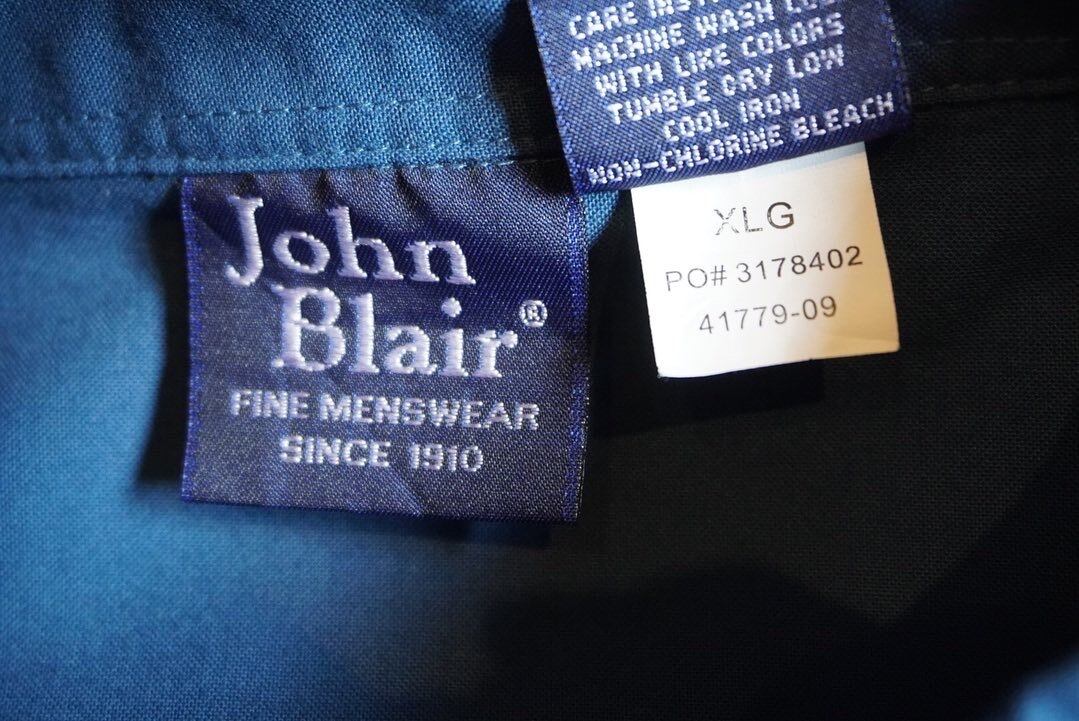 CARE
MACHINE WASH
WITH LIKE COLORS
TUMBLE DRY LOW
COOL IRON
NON-CHLORINE BLEACH
XLG
PO# 3178402
41779-09
John
Blair®
FINE MENSWEAR
SINCE 1910